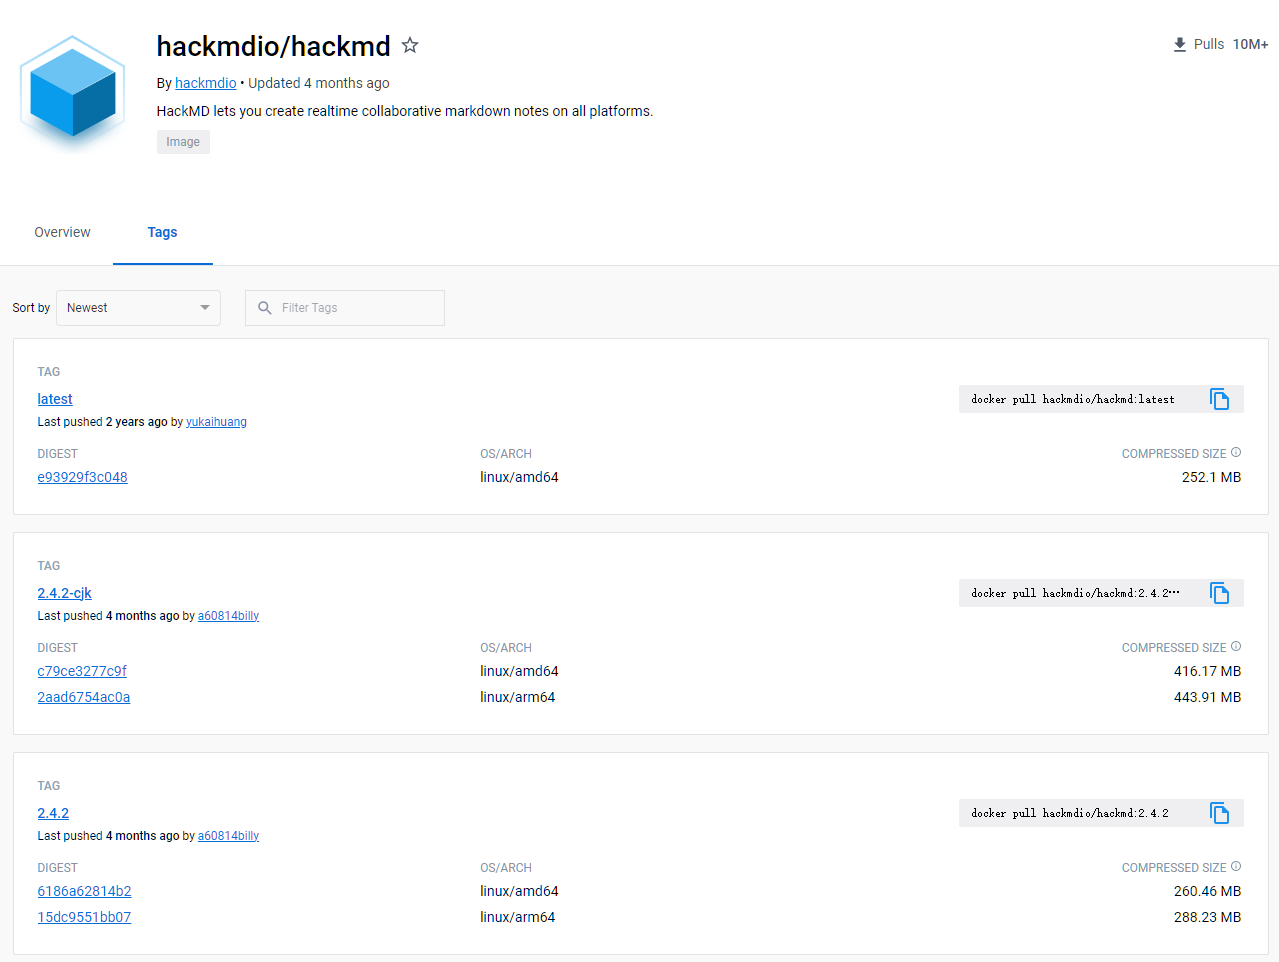 hackmdio/hackmd
Pulls 10M+
By hackmdio • Updated 4 months ago
HackMD lets you create realtime collaborative markdown notes on all platforms.
Image
Overview
Tags
Sort by
Newest
Filter Tags
TAG
latest
docker pull hackmdio/hackmd:latest
Last pushed 2 years ago by yukaihuang
DIGEST
OS/ARCH
COMPRESSED SIZE
e93929f3c048
linux/amd64
252.1 MB
TAG
2.4.2-cjk
docker pull hackmdio/hackmd:2.4.2…
Last pushed 4 months ago by a60814billy
DIGEST
OS/ARCH
COMPRESSED SIZE
c79ce3277c9f
linux/amd64
416.17 MB
2aad6754ac0a
linux/arm64
443.91 MB
TAG
2.4.2
docker pull hackmdio/hackmd:2.4.2
Last pushed 4 months ago by a60814billy
DIGEST
OS/ARCH
COMPRESSED SIZE
6186a62814b2
linux/amd64
260.46 MB
15dc9551bb07
linux/arm64
288.23 MB